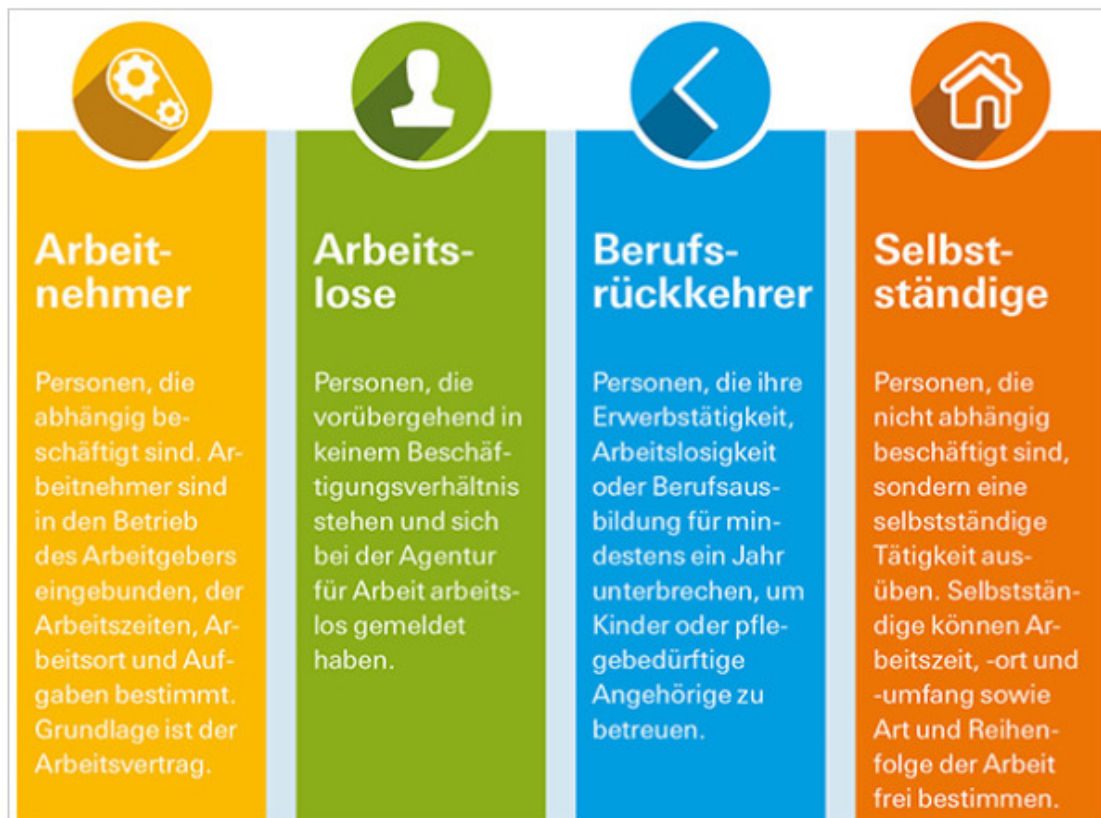 Arbeit-
nehmer
Personen, die
abhängig be-
schäftigt sind. Ar-
beitnehmer sind
in den Betrieb
des Arbeitgebers
eingebunden, der
Arbeitszeiten, Ar-
beitsort und Auf-
gaben bestimmt.
Grundlage ist der
Arbeitsvertrag.
Arbeits-
lose
Personen, die
vorübergehend in
keinem Beschäf-
tigungsverhältnis
stehen und sich
bei der Agentur
für Arbeit arbeits-
los gemeldet
haben.
Berufs-
rückkehrer
Personen, die ihre
Erwerbstätigkeit,
Arbeitslosigkeit
oder Berufsaus-
bildung für min-
destens ein Jahr
unterbrechen, um
Kinder oder pfle-
gebedürftige
Angehörige zu
betreuen.
Selbst-
ständige
Personen, die
nicht abhängig
beschäftigt sind,
sondern eine
selbstständige
Tätigkeit aus-
üben. Selbststän-
dige können Ar-
beitszeit, -ort und
-umfang sowie
Art und Reihen-
folge der Arbeit
frei bestimmen.